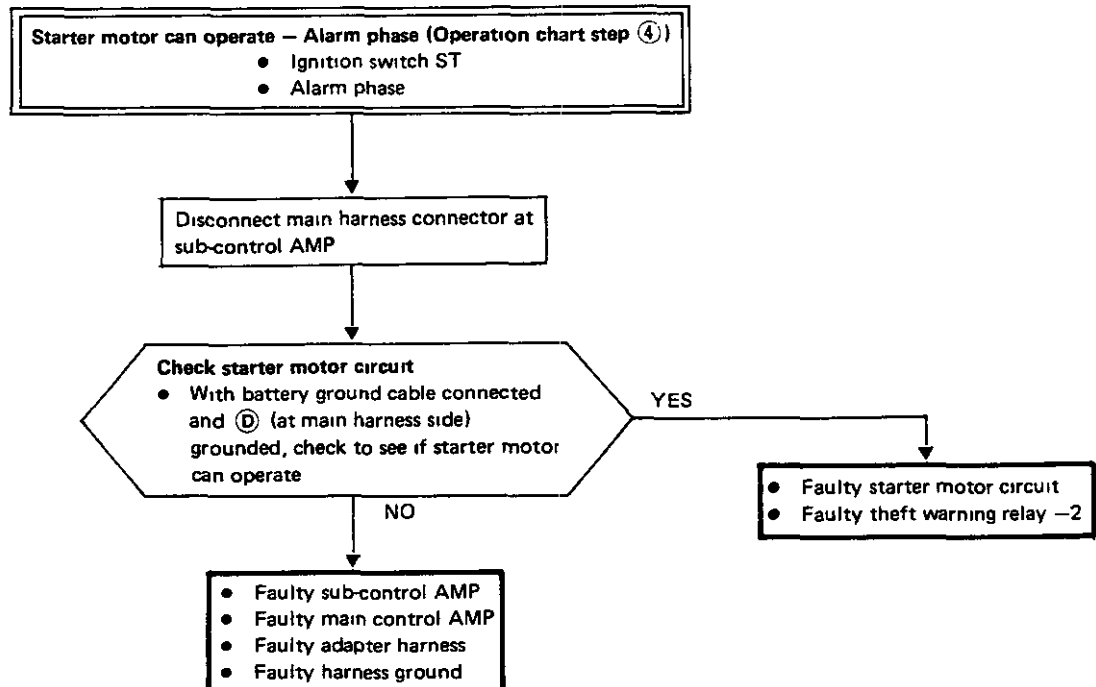 Starter motor can operate – Alarm phase (Operation chart step ④)
● Ignition switch ST
● Alarm phase
Disconnect main harness connector at
sub-control AMP
Check starter motor circuit
● With battery ground cable connected
and Ⓓ (at main harness side)
grounded, check to see if starter motor
can operate
YES
● Faulty starter motor circuit
● Faulty theft warning relay –2
NO
● Faulty sub-control AMP
● Faulty main control AMP
● Faulty adapter harness
● Faulty harness ground